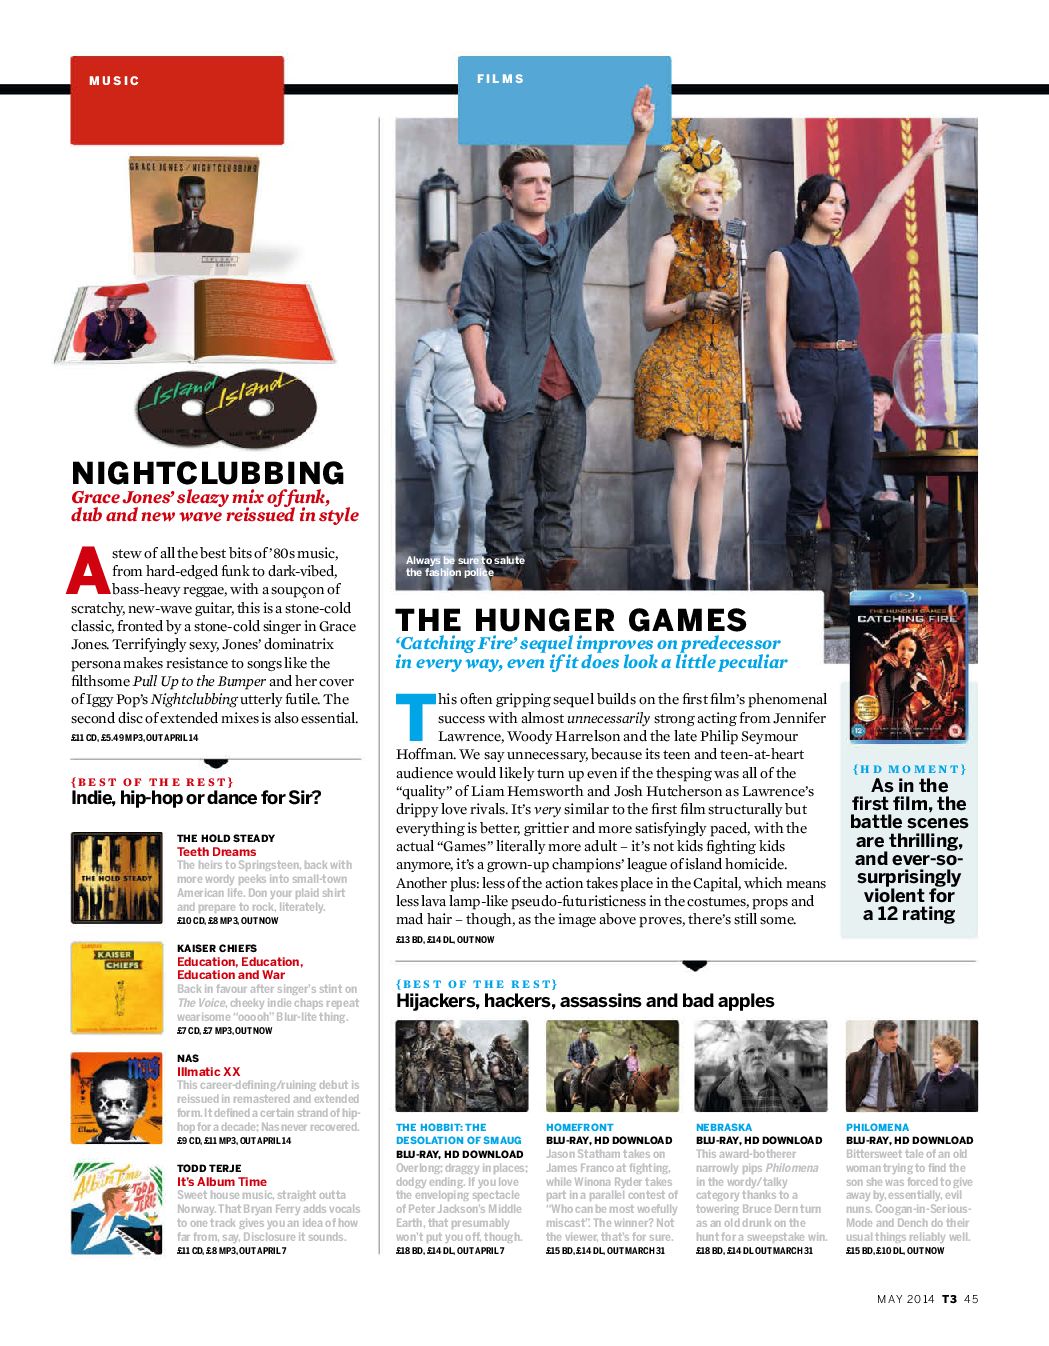 MUSIC
GRACE JONES / NIGHTCLUBBING
DELUXE
Edition
Island
Island
NIGHTCLUBBING
Grace Jones’ sleazy mix of funk,
dub and new wave reissued in style
A stew of all the best bits of ’80s music,
from hard-edged funk to dark-vibed,
bass-heavy reggae, with a soupçon of
scratchy, new-wave guitar, this is a stone-cold
classic, fronted by a stone-cold singer in Grace
Jones. Terrifyingly sexy, Jones’ dominatrix
persona makes resistance to songs like the
filthsome Pull Up to the Bumper and her cover
of Iggy Pop’s Nightclubbing utterly futile. The
second disc of extended mixes is also essential.
£11 CD, £5.49 MP3, OUT APRIL 14
{BEST OF THE REST}
Indie, hip-hop or dance for Sir?
TEETH
THE HOLD STEADY
DREAMS
THE HOLD STEADY
Teeth Dreams
The heirs to Springsteen, back with
more wordy peeks into small-town
American life. Don your plaid shirt
and prepare to rock, literately.
£10 CD, £8 MP3, OUT NOW
KAISER
CHIEFS
KAISER CHIEFS
Education, Education,
Education and War
Back in favour after singer’s stint on
The Voice, cheeky indie chaps repeat
wearisome “ooooh” Blur-lite thing.
£7 CD, £7 MP3, OUT NOW
nas
Illmatic
XX
NAS
Illmatic XX
This career-defining/ruining debut is
reissued in remastered and extended
form. It defined a certain strand of hip-
hop for a decade; Nas never recovered.
£9 CD, £11 MP3, OUT APRIL 14
It's Album Time
TODD
TERJE
TODD TERJE
It’s Album Time
Sweet house music, straight outta
Norway. That Bryan Ferry adds vocals
to one track gives you an idea of how
far from, say, Disclosure it sounds.
£11 CD, £8 MP3, OUT APRIL 7
FILMS
Always be sure to salute
the fashion police
THE HUNGER GAMES
‘Catching Fire’ sequel improves on predecessor
in every way, even if it does look a little peculiar
This often gripping sequel builds on the first film’s phenomenal
success with almost unnecessarily strong acting from Jennifer
Lawrence, Woody Harrelson and the late Philip Seymour
Hoffman. We say unnecessary, because its teen and teen-at-heart
audience would likely turn up even if the thesping was all of the
“quality” of Liam Hemsworth and Josh Hutcherson as Lawrence’s
drippy love rivals. It’s very similar to the first film structurally but
everything is better, grittier and more satisfyingly paced, with the
actual “Games” literally more adult – it’s not kids fighting kids
anymore, it’s a grown-up champions’ league of island homicide.
Another plus: less of the action takes place in the Capital, which means
less lava lamp-like pseudo-futuristicness in the costumes, props and
mad hair – though, as the image above proves, there’s still some.
£13 BD, £14 DL, OUT NOW
THE HUNGER GAMES
CATCHING FIRE
12
{HD MOMENT}
As in the
first film, the
battle scenes
are thrilling,
and ever-so-
surprisingly
violent for
a 12 rating
{BEST OF THE REST}
Hijackers, hackers, assassins and bad apples
THE HOBBIT: THE
DESOLATION OF SMAUG
BLU-RAY, HD DOWNLOAD
Overlong; draggy in places;
dodgy ending. If you love
the enveloping spectacle
of Peter Jackson’s Middle
Earth, that presumably
won’t put you off, though.
£18 BD, £14 DL, OUT APRIL 7
HOMEFRONT
BLU-RAY, HD DOWNLOAD
Jason Statham takes on
James Franco at fighting,
while Winona Ryder takes
part in a parallel contest of
“Who can be most woefully
miscast”. The winner? Not
the viewer, that’s for sure.
£15 BD, £14 DL, OUT MARCH 31
NEBRASKA
BLU-RAY, HD DOWNLOAD
This award-botherer
narrowly pips Philomena
in the wordy/talky
category thanks to a
towering Bruce Dern turn
as an old drunk on the
hunt for a sweepstake win.
£18 BD, £14 DL OUT MARCH 31
PHILOMENA
BLU-RAY, HD DOWNLOAD
Bittersweet tale of an old
woman trying to find the
son she was forced to give
away by, essentially, evil
nuns. Coogan-in-Serious-
Mode and Dench do their
usual things reliably well.
£15 BD, £10 DL, OUT NOW
MAY 2014 T3 45